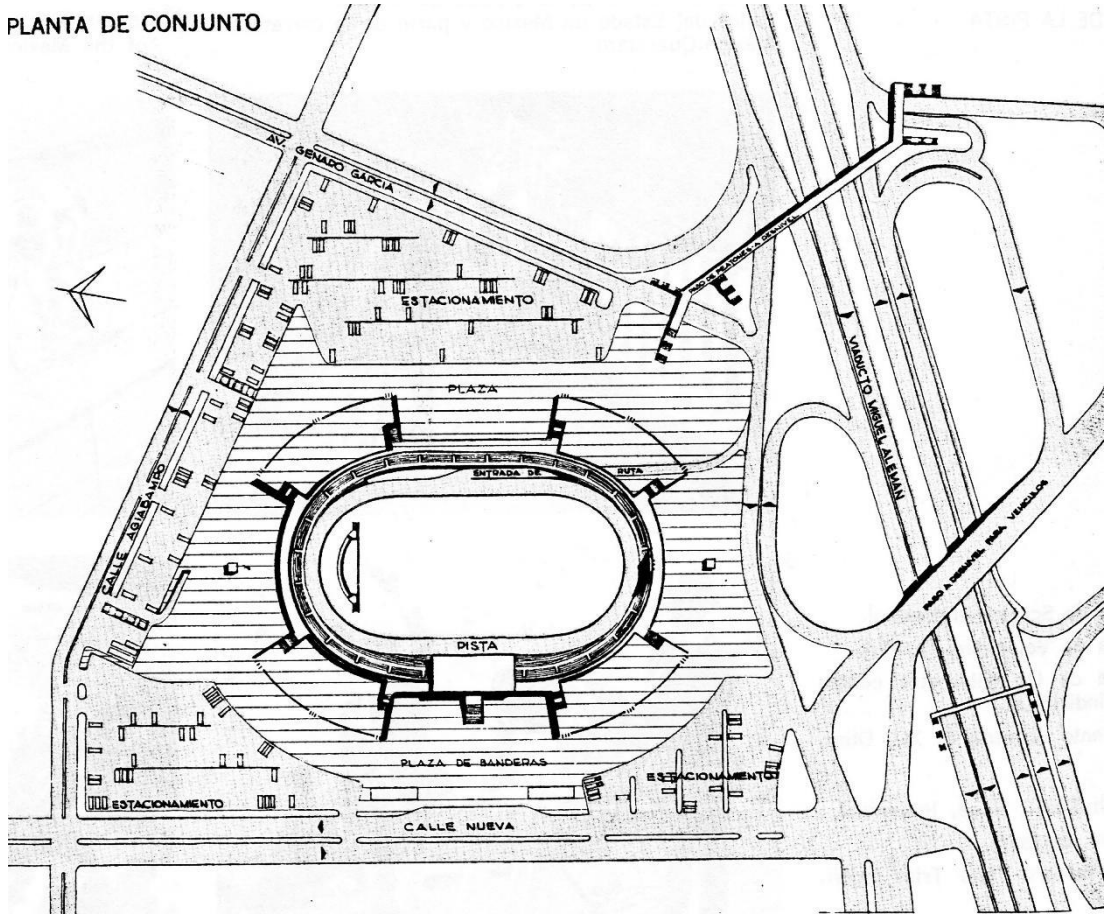 PLANTA DE CONJUNTO
AV. GENARO GARCIA
ESTACIONAMIENTO
PASO DE PEATONES A DESNIVEL
PLAZA
VIADUCTO MIGUEL ALEMAN
ENTRADA DE RUTA
CALLE AGIABAMPO
PASO A DESNIVEL PARA VEHICULOS
PISTA
PLAZA DE BANDERAS
ESTACIONAMIENTO
ESTACIONAMIENTO
CALLE NUEVA